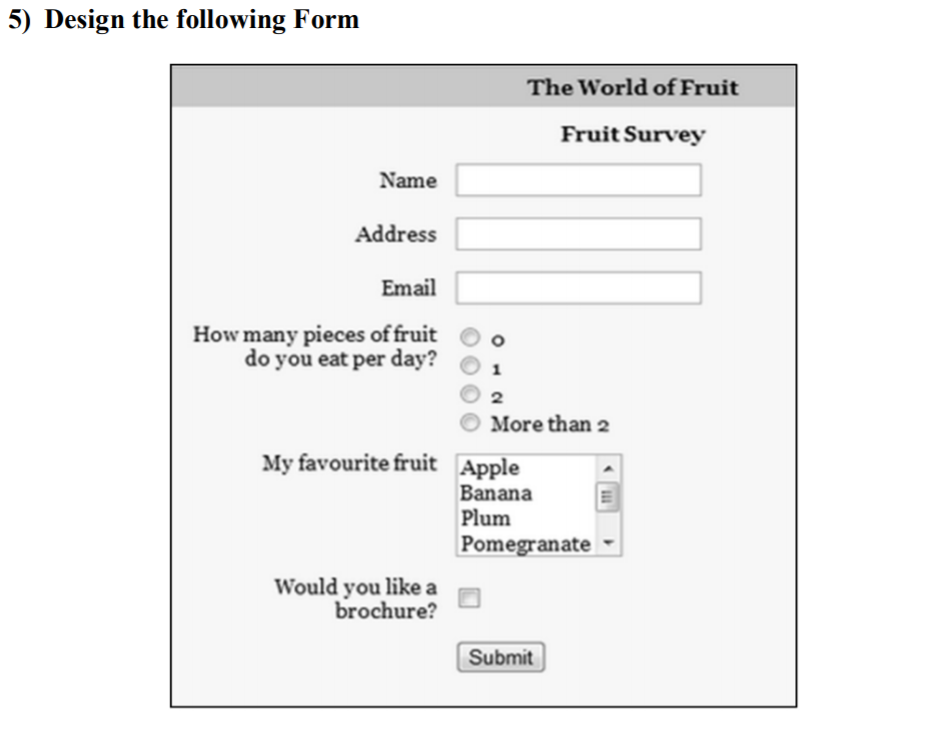 5) Design the following Form
The World of Fruit
Fruit Survey
Name
Address
Email
How many pieces of fruit
do you eat per day?
0
1
2
More than 2
My favourite fruit
Apple
Banana
Plum
Pomegranate
Would you like a
brochure?
Submit